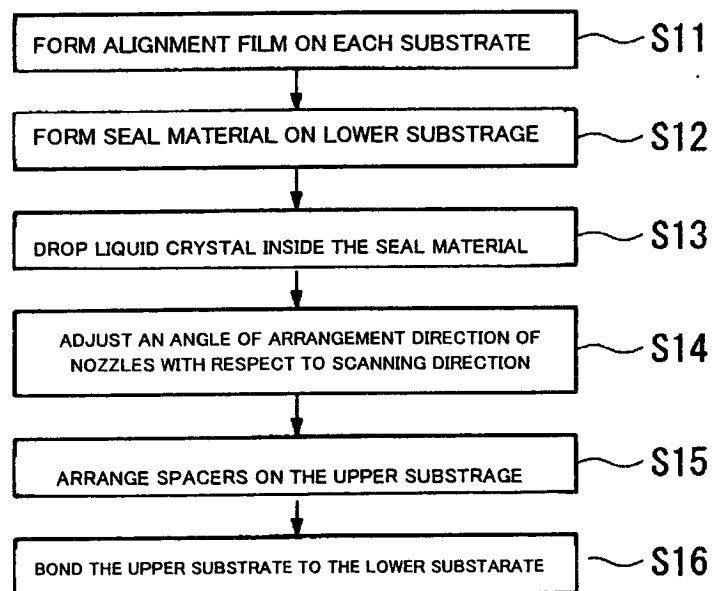 FORM ALIGNMENT FILM ON EACH SUBSTRATE
S11
FORM SEAL MATERIAL ON LOWER SUBSTRAGE
S12
DROP LIQUID CRYSTAL INSIDE THE SEAL MATERIAL
S13
ADJUST AN ANGLE OF ARRANGEMENT DIRECTION OF
NOZZLES WITH RESPECT TO SCANNING DIRECTION
S14
ARRANGE SPACERS ON THE UPPER SUBSTRAGE
S15
BOND THE UPPER SUBSTRATE TO THE LOWER SUBSTARATE
S16